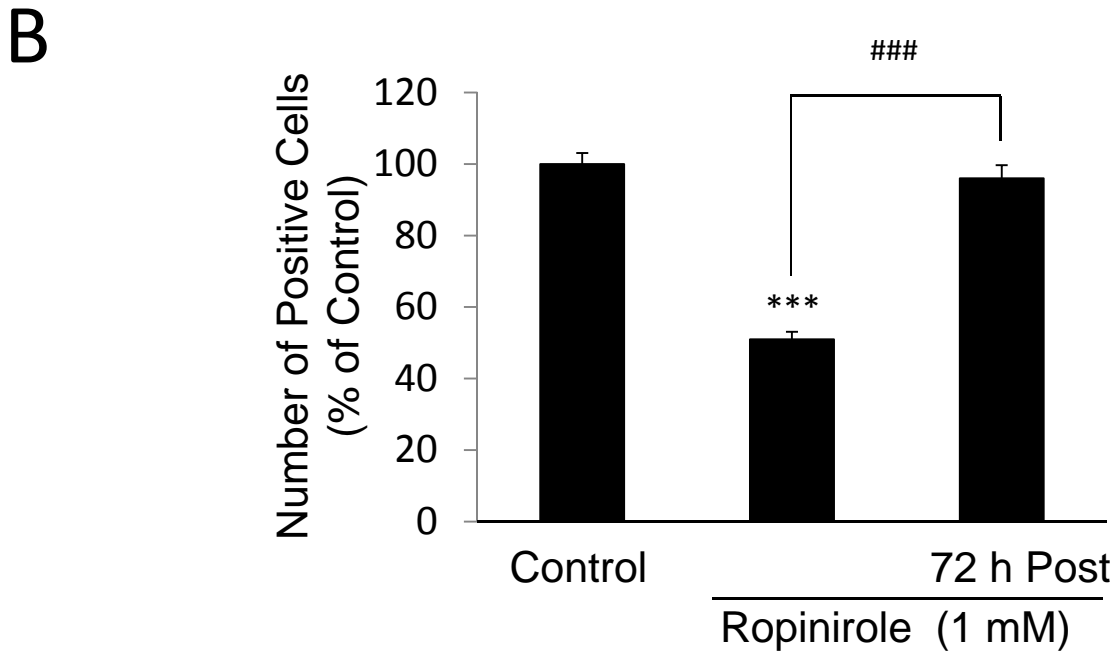 B
###
Number of Positive Cells
(% of Control)
120
100
80
60
40
20
0
***
Control
72 h Post
Ropinirole (1 mM)